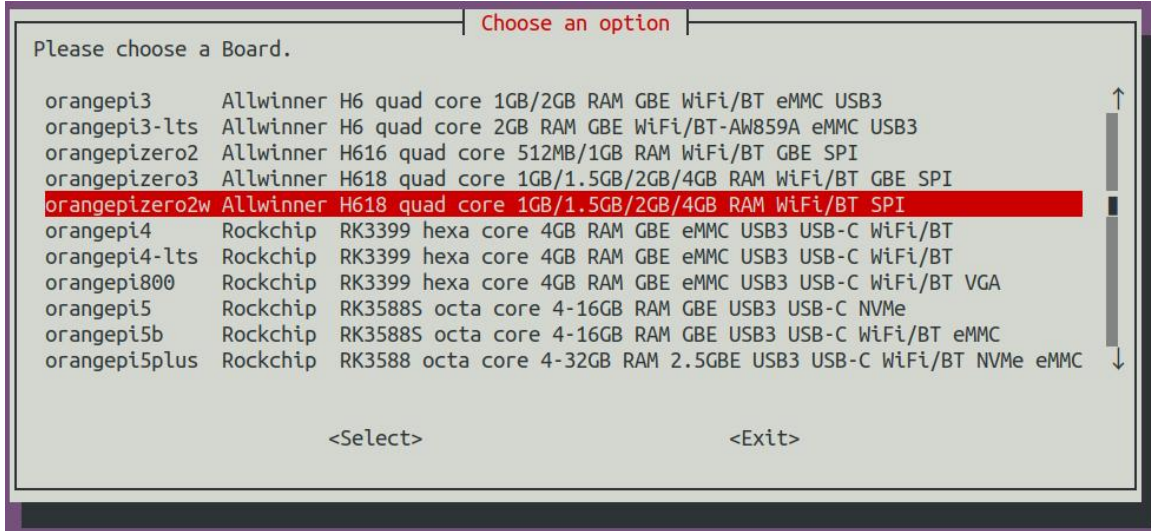 Choose an option
Please choose a Board.
orangepi3 Allwinner H6 quad core 1GB/2GB RAM GBE WiFi/BT eMMC USB3
orangepi3-lts Allwinner H6 quad core 2GB RAM GBE WiFi/BT-AW859A eMMC USB3
orangepizero2 Allwinner H616 quad core 512MB/1GB RAM WiFi/BT GBE SPI
orangepizero3 Allwinner H618 quad core 1GB/1.5GB/2GB/4GB RAM WiFi/BT GBE SPI
orangepizero2w Allwinner H618 quad core 1GB/1.5GB/2GB/4GB RAM WiFi/BT SPI
orangepi4 Rockchip RK3399 hexa core 4GB RAM GBE eMMC USB3 USB-C WiFi/BT
orangepi4-lts Rockchip RK3399 hexa core 4GB RAM GBE eMMC USB3 USB-C WiFi/BT
orangepi800 Rockchip RK3399 hexa core 4GB RAM GBE eMMC USB3 USB-C WiFi/BT VGA
orangepi5 Rockchip RK3588S octa core 4-16GB RAM GBE USB3 USB-C NVMe
orangepi5b Rockchip RK3588S octa core 4-16GB RAM GBE USB3 USB-C WiFi/BT eMMC
orangepi5plus Rockchip RK3588 octa core 4-32GB RAM 2.5GBE USB3 USB-C WiFi/BT NVMe eMMC
<Select> <Exit>